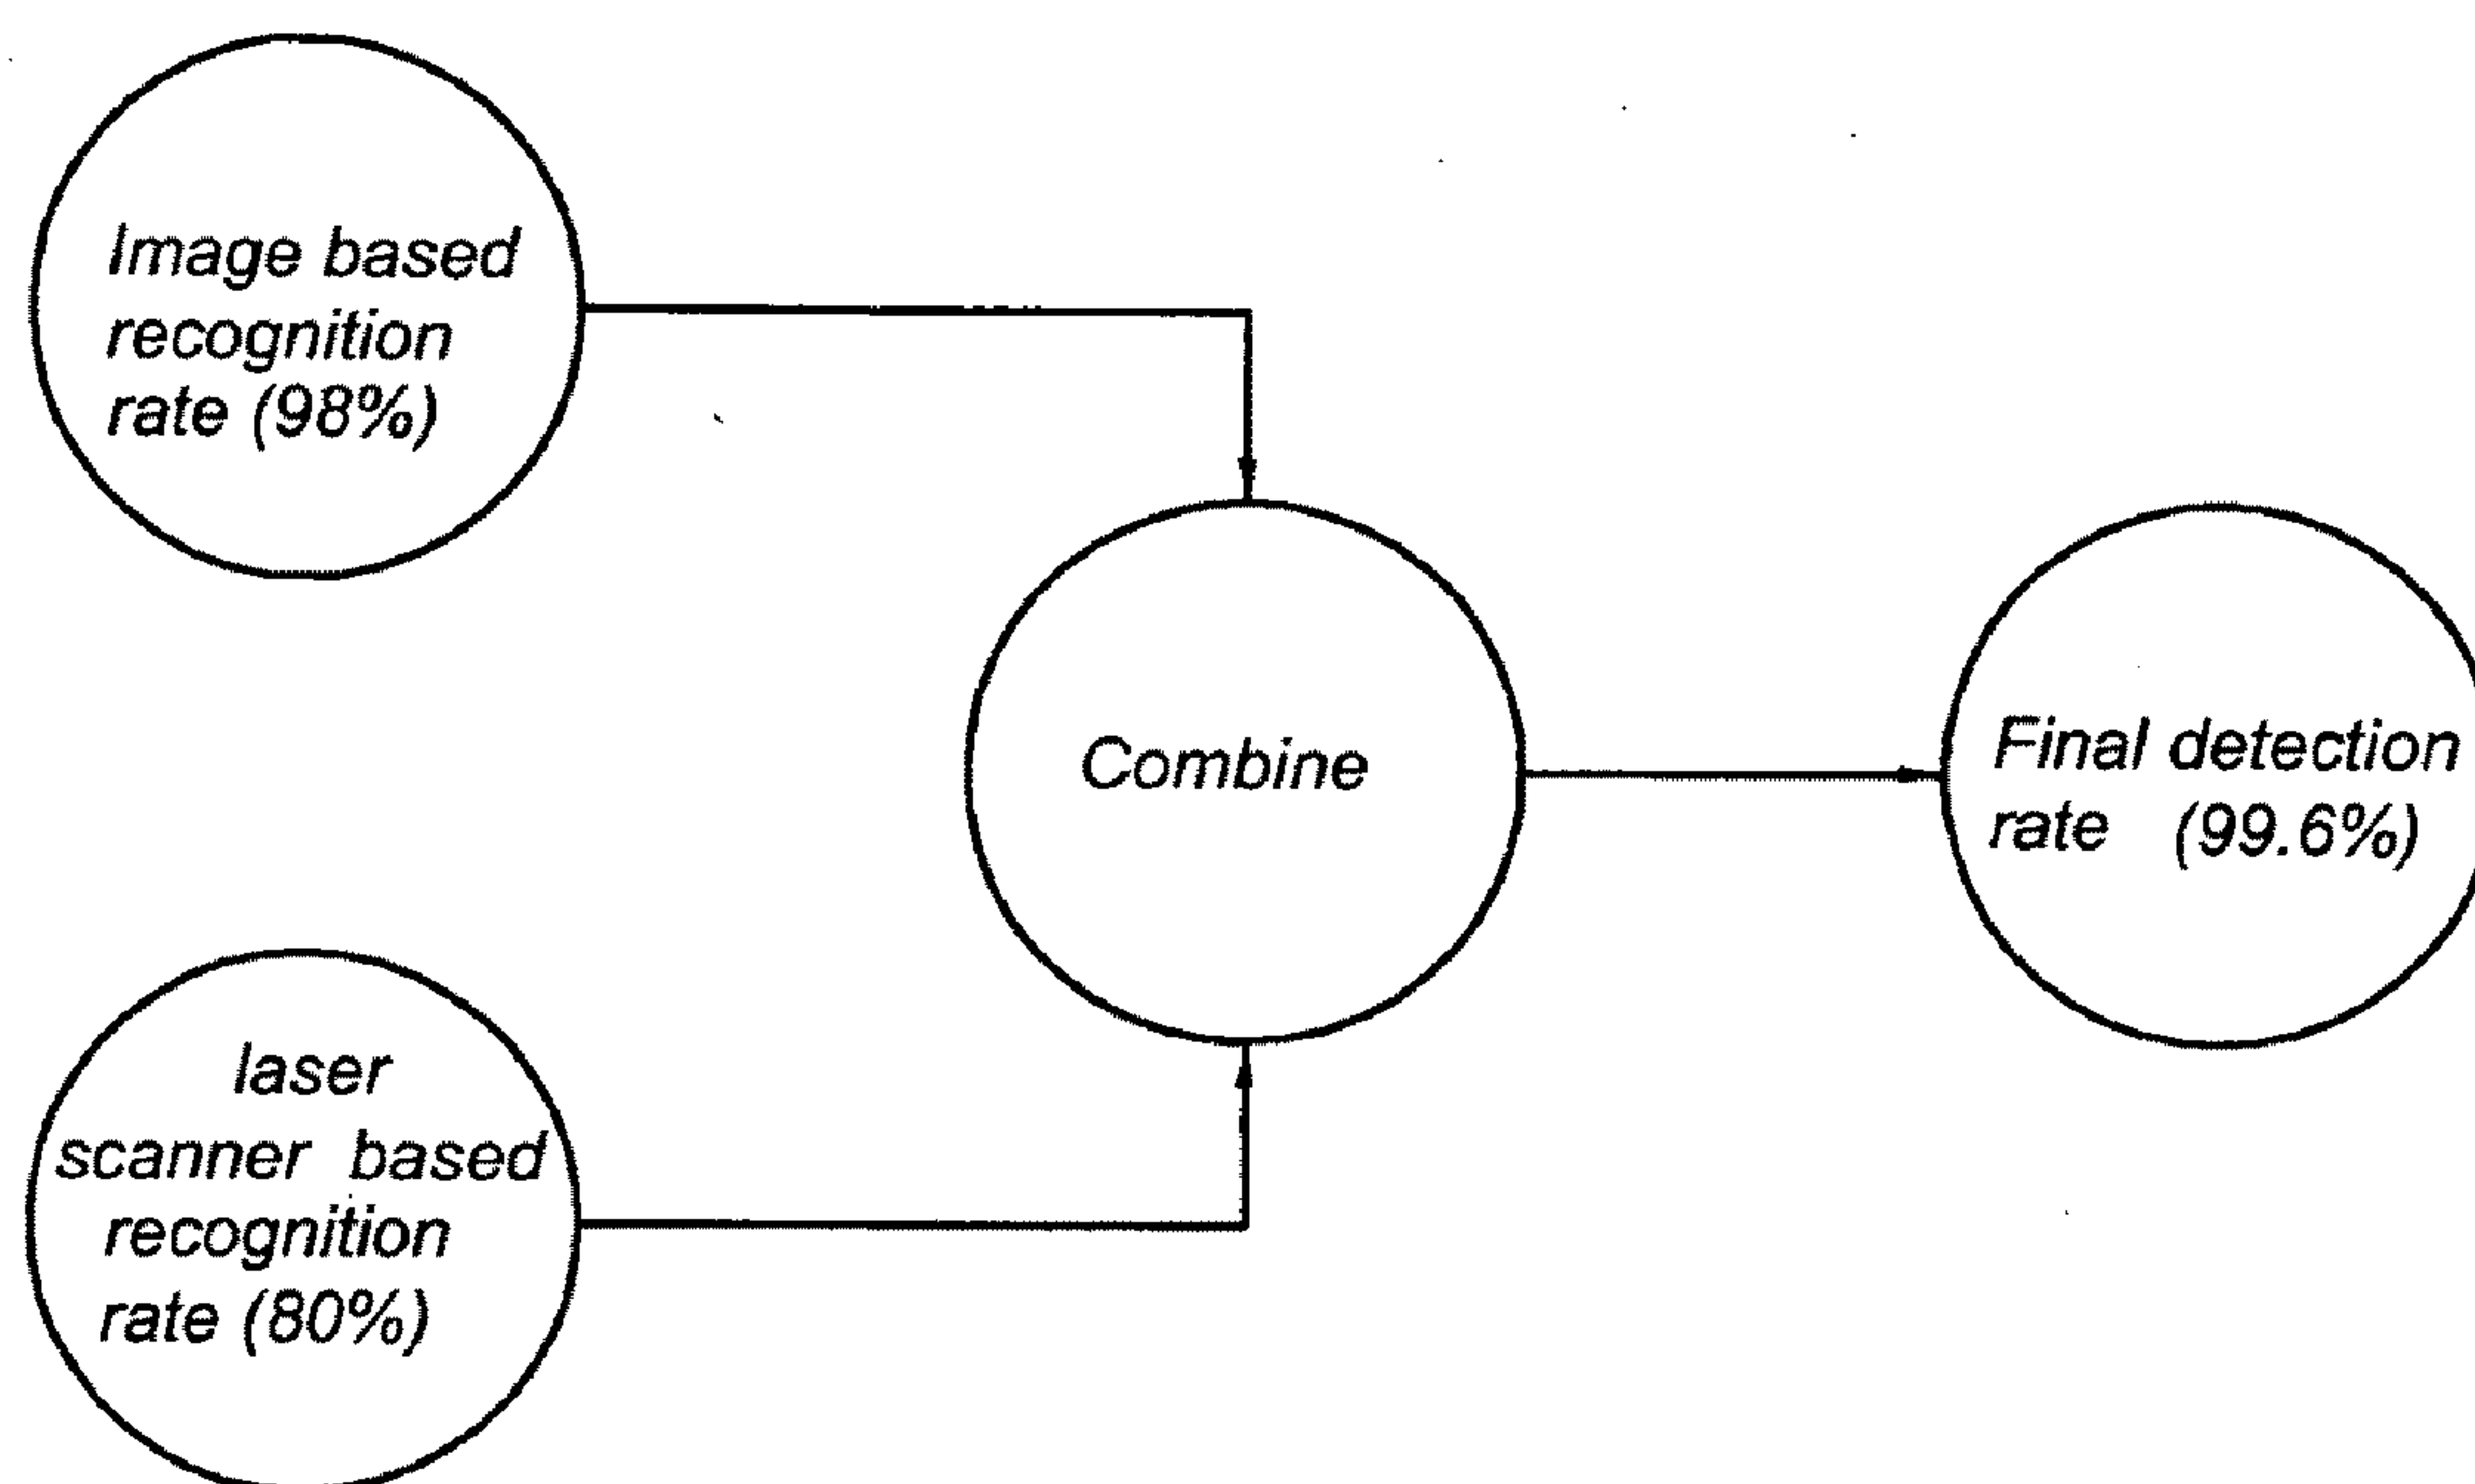 Image based
recognition
rate (98%)
Combine
Final detection
rate (99.6%)
laser
scanner based
recognition
rate (80%)